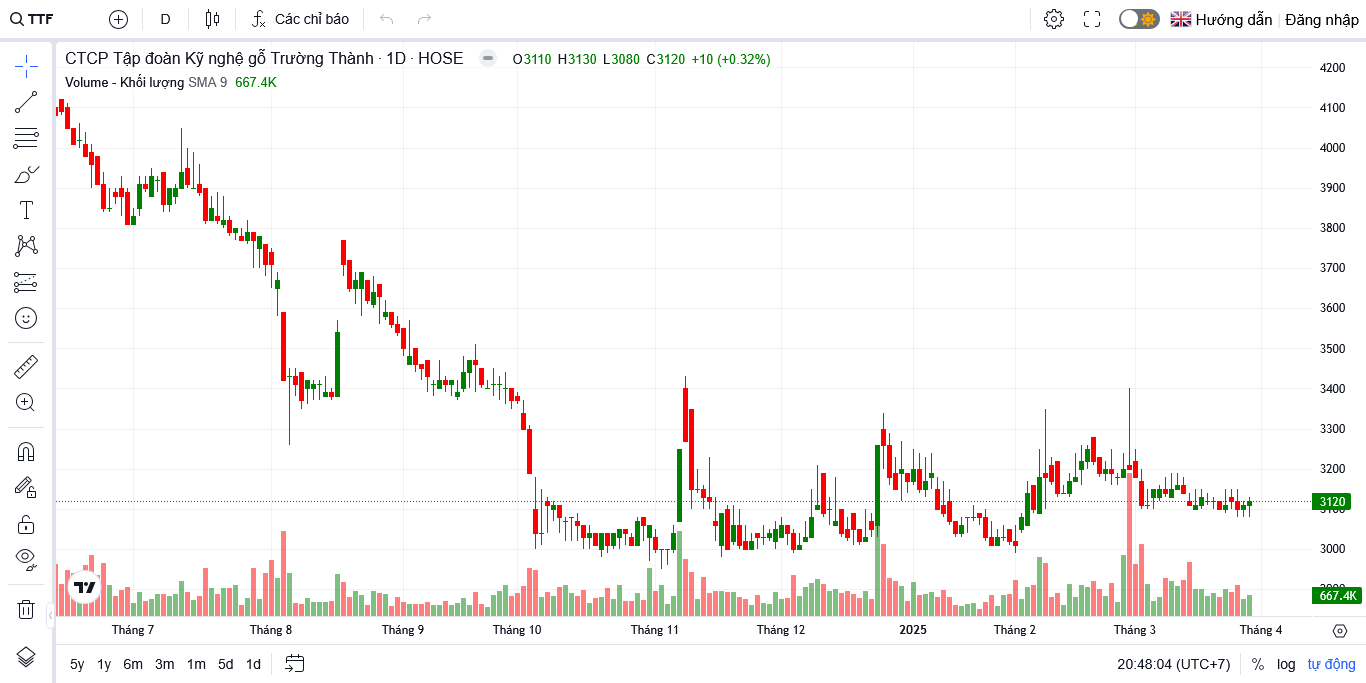 TTF D Các chỉ báo Hướng dẫn Đăng nhập
CTCP Tập đoàn Kỹ nghệ gỗ Trường Thành · 1D · HOSE O3110 H3130 L3080 C3120 +10 (+0.32%)
Volume - Khối lượng SMA 9 667.4K
4200
4100
4000
3900
3800
3700
3600
3500
3400
3300
3200
3120
3100
3000
2900
667.4K
Tháng 7 Tháng 8 Tháng 9 Tháng 10 Tháng 11 Tháng 12 2025 Tháng 2 Tháng 3 Tháng 4
5y 1y 6m 3m 1m 5d 1d 20:48:04 (UTC+7) % log tự động